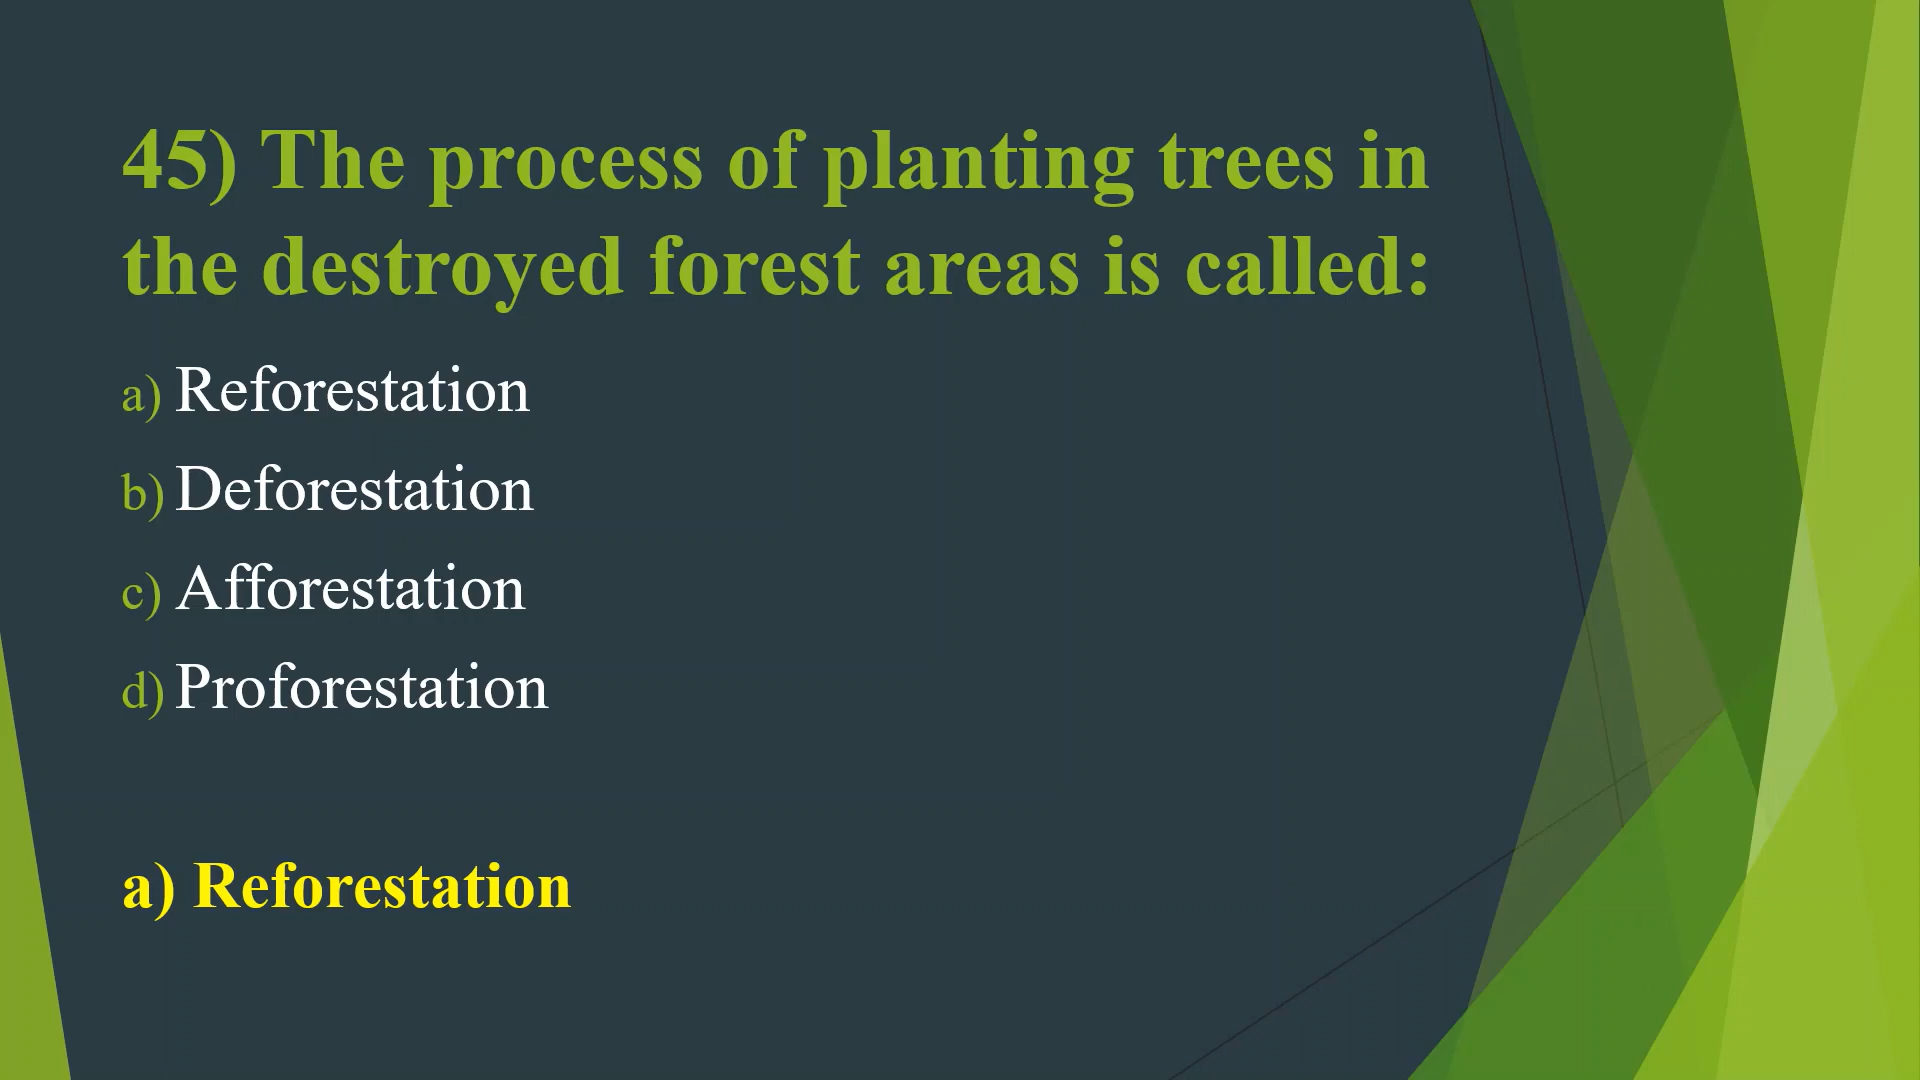 45) The process of planting trees in
the destroyed forest areas is called:
a) Reforestation
b) Deforestation
c) Afforestation
d) Proforestation
a) Reforestation